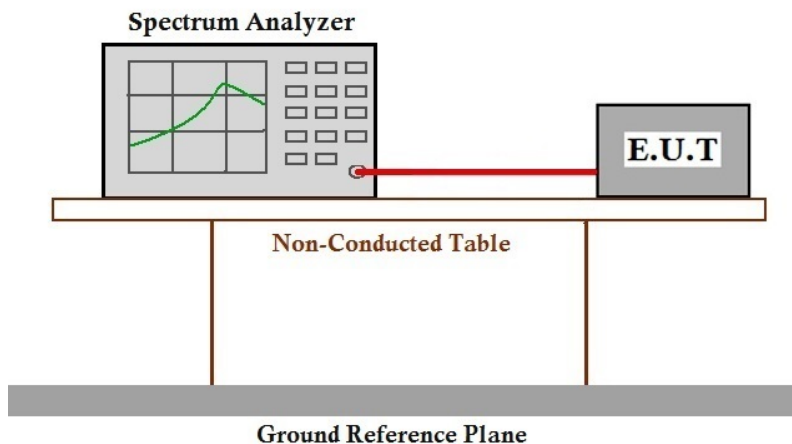 Spectrum Analyzer
E.U.T
Non-Conducted Table
Ground Reference Plane